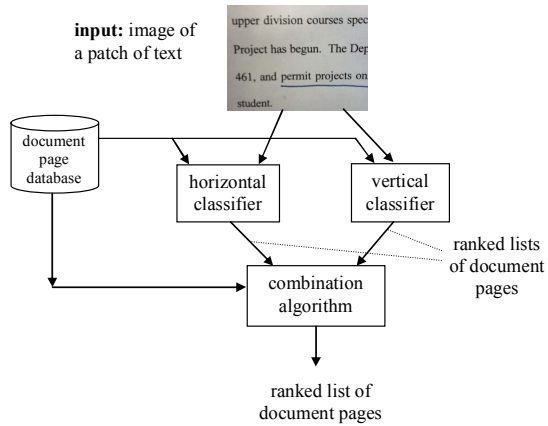 input: image of
a patch of text
upper division courses spec
Project has begun. The Dep
461, and permit projects on
student.
document
page
database
horizontal
classifier
vertical
classifier
ranked lists
of document
pages
combination
algorithm
ranked list of
document pages